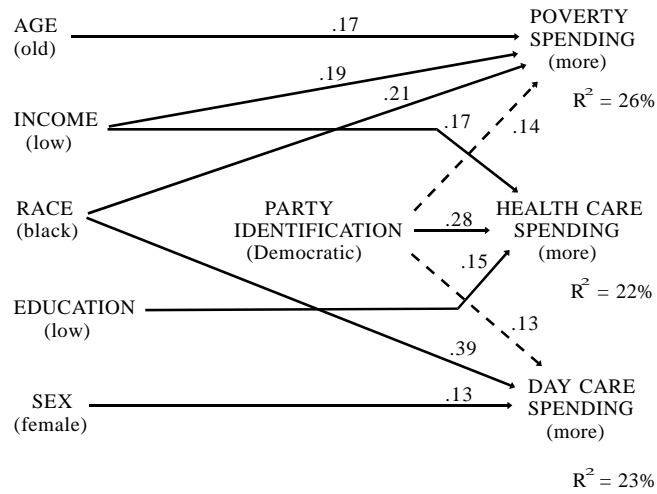 AGE
(old)
.17
POVERTY
SPENDING
(more)
R² = 26%
.19
.21
INCOME
(low)
.17
.14
RACE
(black)
PARTY
IDENTIFICATION
(Democratic)
.28
HEALTH CARE
SPENDING
(more)
R² = 22%
.15
EDUCATION
(low)
.13
.39
SEX
(female)
.13
DAY CARE
SPENDING
(more)
R² = 23%